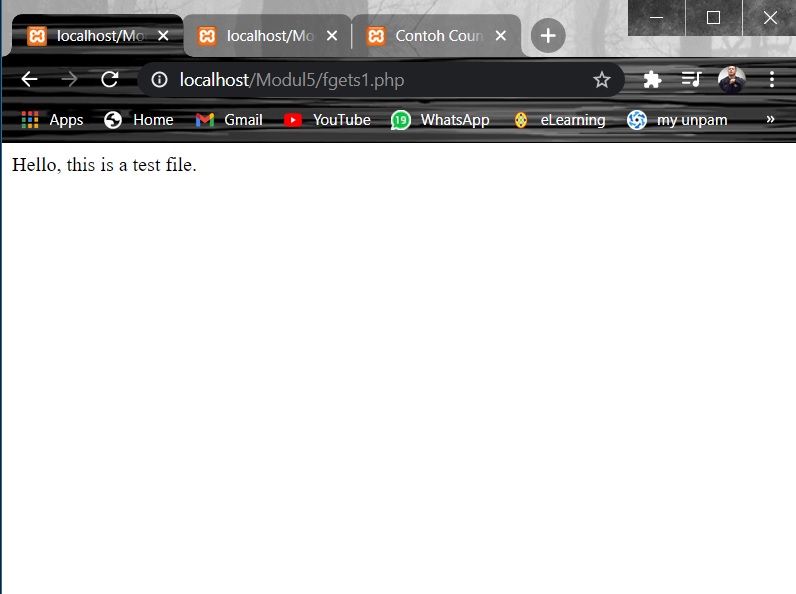 localhost/Mo
localhost/Mo
Contoh Coun
localhost/Modul5/fgets1.php
Apps Home Gmail YouTube 19 WhatsApp eLearning my unpam »
Hello, this is a test file.